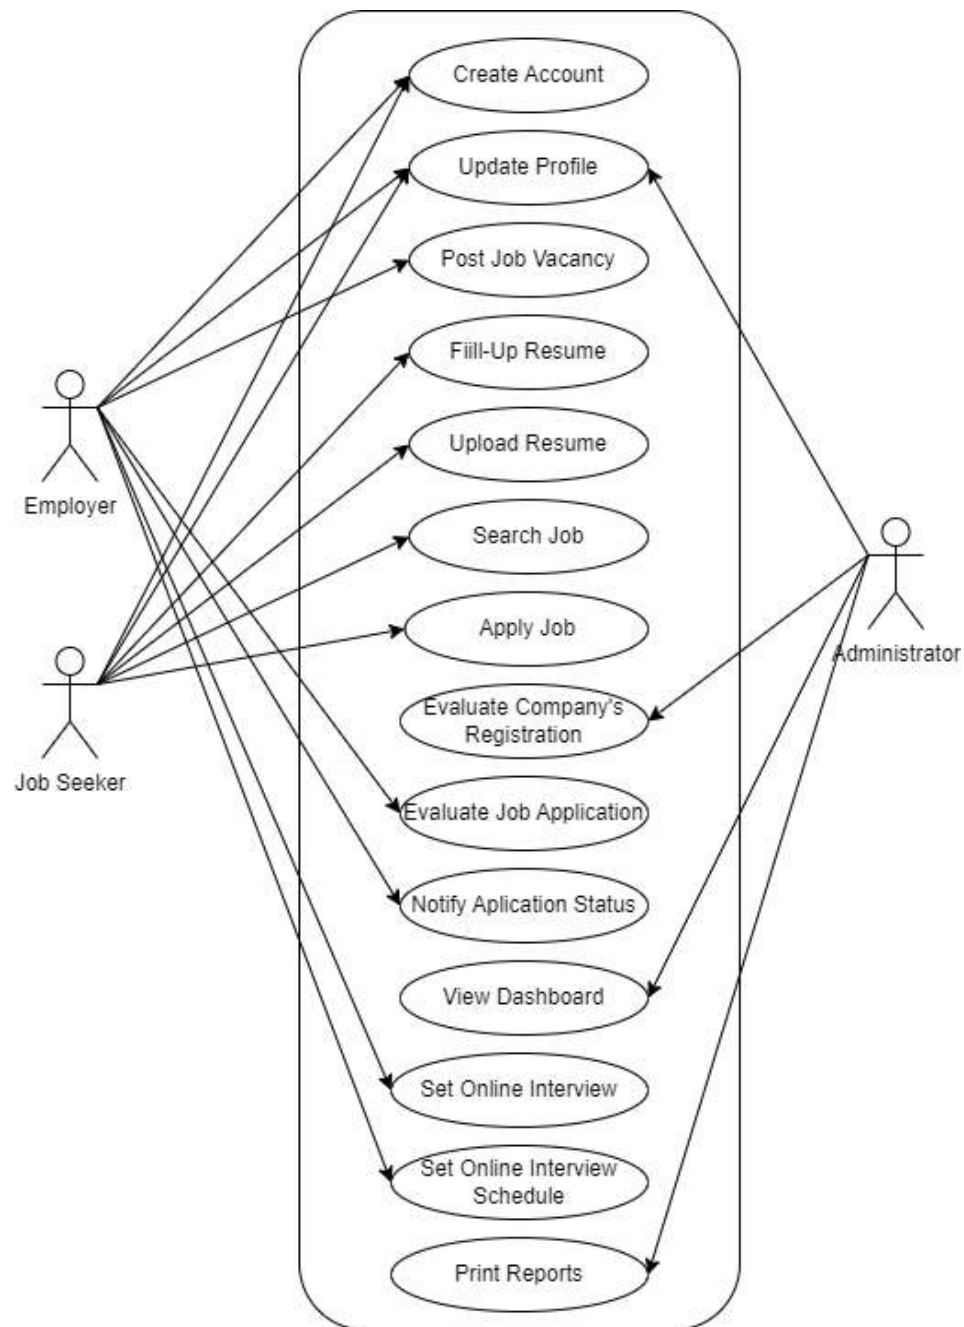 Create Account
Update Profile
Post Job Vacancy
Fiill-Up Resume
Upload Resume
Employer
Search Job
Apply Job
Administrator
Evaluate Company's
Registration
Job Seeker
Evaluate Job Application
Notify Aplication Status
View Dashboard
Set Online Interview
Set Online Interview
Schedule
Print Reports